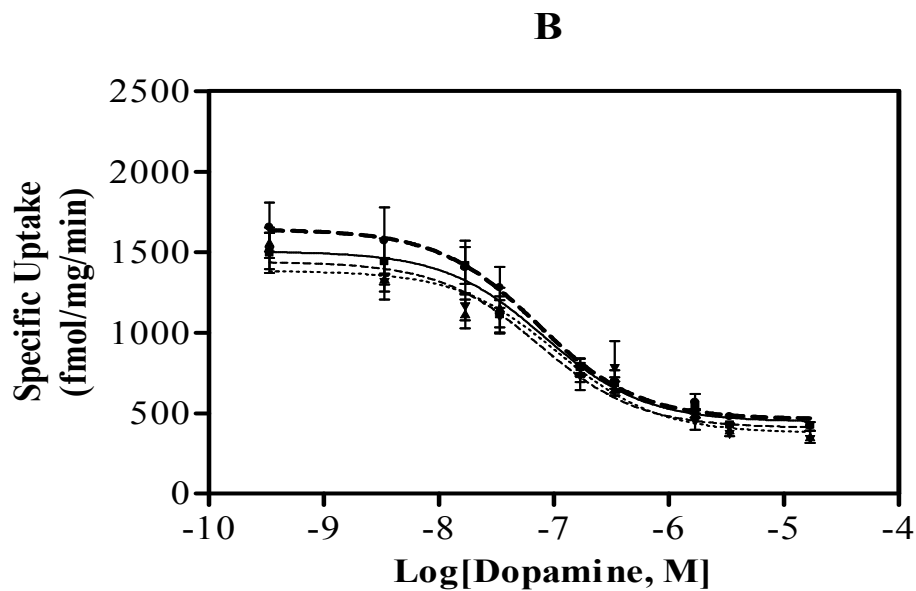 B
Specific Uptake
(fmol/mg/min)
2500
2000
1500
1000
500
0
-10 -9 -8 -7 -6 -5 -4
Log[Dopamine, M]